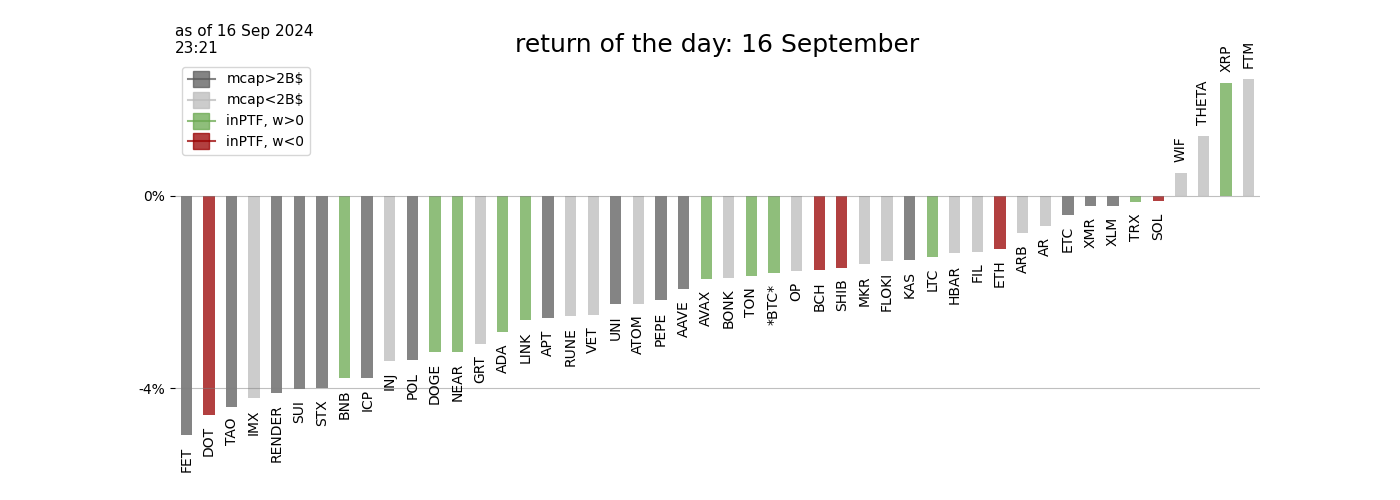 as of 16 Sep 2024
23:21
return of the day: 16 September
mcap>2B$
mcap<2B$
inPTF, w>0
inPTF, w<0
0%
-4%
FET
DOT
TAO
IMX
RENDER
SUI
STX
BNB
ICP
INJ
POL
DOGE
NEAR
GRT
ADA
LINK
APT
RUNE
VET
UNI
ATOM
PEPE
AAVE
AVAX
BONK
TON
*BTC*
OP
BCH
SHIB
MKR
FLOKI
KAS
LTC
HBAR
FIL
ETH
ARB
AR
ETC
XMR
XLM
TRX
SOL
WIF
THETA
XRP
FTM